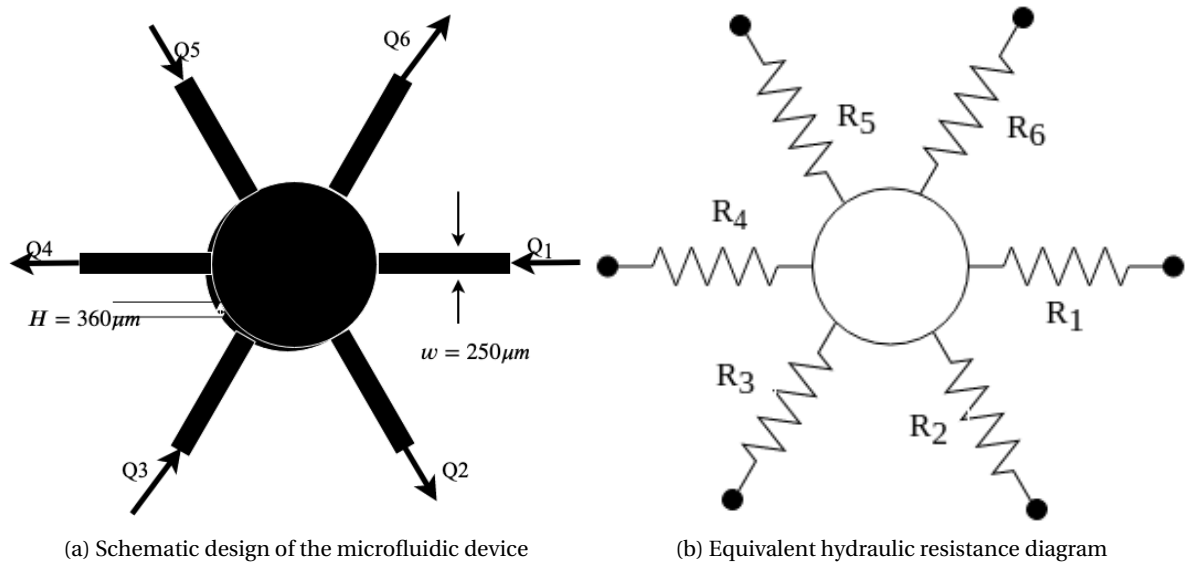 Q5
Q6
Q4
Q1
H = 360μm
w = 250μm
Q3
Q2
(a) Schematic design of the microfluidic device
R5
R6
R4
R1
R3
R2
(b) Equivalent hydraulic resistance diagram